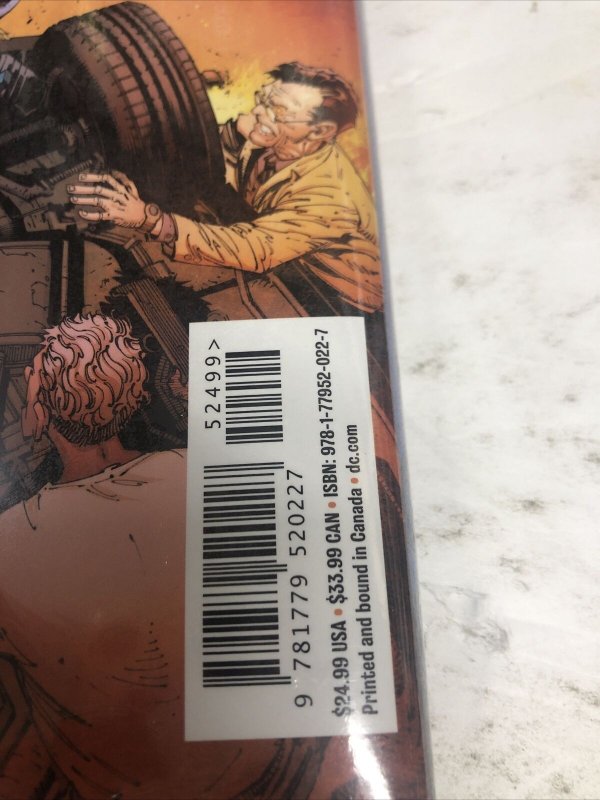 52499>
9 781779 520227
$24.99 USA • $33.99 CAN • ISBN: 978-1-77952-022-7
Printed and bound in Canada • dc.com